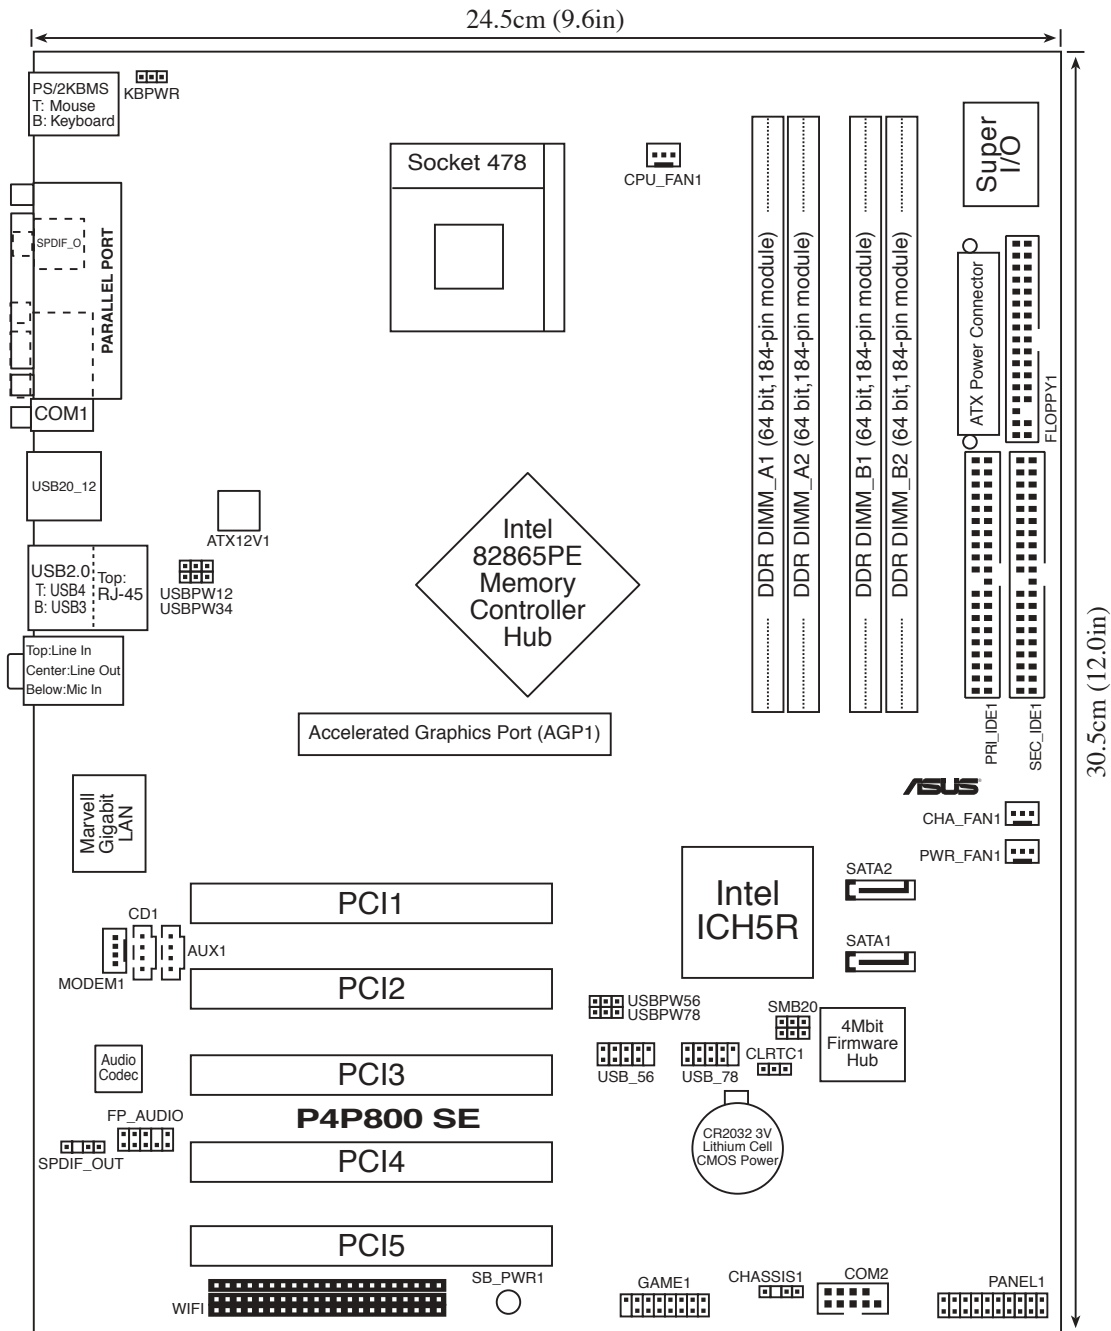 24.5cm (9.6in)
PS/2KBMS
T: Mouse
B: Keyboard
KBPWR
Socket 478
CPU_FAN1
Super
I/O
SPDIF_O
PARALLEL PORT
COM1
DDR DIMM_A1 (64 bit,184-pin module)
DDR DIMM_A2 (64 bit,184-pin module)
DDR DIMM_B1 (64 bit,184-pin module)
DDR DIMM_B2 (64 bit,184-pin module)
ATX Power Connector
FLOPPY1
USB20_12
ATX12V1
Intel
82865PE
Memory
Controller
Hub
USB2.0
T: USB4
B: USB3
Top:
RJ-45
USBPW12
USBPW34
Top:Line In
Center:Line Out
Below:Mic In
Accelerated Graphics Port (AGP1)
PRI_IDE1
SEC_IDE1
30.5cm (12.0in)
ASUS
Marvell
Gigabit
LAN
CHA_FAN1
PWR_FAN1
Intel
ICH5R
SATA2
SATA1
PCI1
CD1
AUX1
MODEM1
PCI2
USBPW56
USBPW78
SMB20
4Mbit
Firmware
Hub
USB_56
USB_78
CLRTC1
Audio
Codec
PCI3
P4P800 SE
FP_AUDIO
SPDIF_OUT
CR2032 3V
Lithium Cell
CMOS Power
PCI4
PCI5
WIFI
SB_PWR1
GAME1
CHASSIS1
COM2
PANEL1